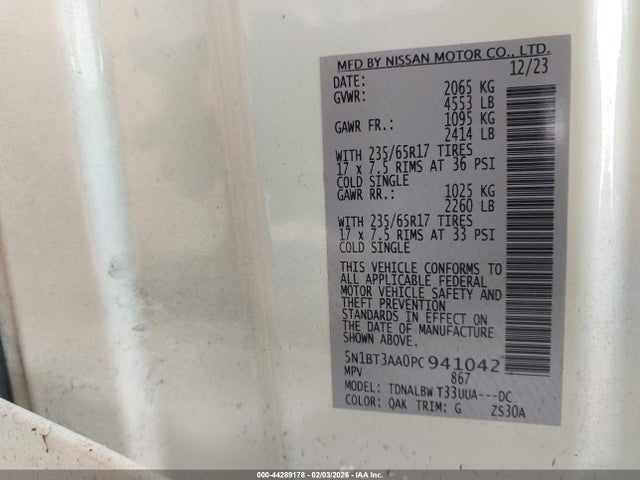 MFD BY NISSAN MOTOR CO., LTD.
DATE: 12/23
GVWR: 2065 KG
4553 LB
GAWR FR.: 1095 KG
2414 LB
WITH 235/65R17 TIRES
17 x 7.5 RIMS AT 36 PSI
COLD SINGLE
GAWR RR.: 1025 KG
2260 LB
WITH 235/65R17 TIRES
17 x 7.5 RIMS AT 33 PSI
COLD SINGLE
THIS VEHICLE CONFORMS TO
ALL APPLICABLE FEDERAL
MOTOR VEHICLE SAFETY AND
THEFT PREVENTION
STANDARDS IN EFFECT ON
THE DATE OF MANUFACTURE
SHOWN ABOVE.
5N1BT3AA0PC941042
MPV 867
MODEL: TDNALBW T33UUA---DC
COLOR: QAK TRIM: G ZS30A
000-44289178 - 02/03/2026 - IAA Inc.